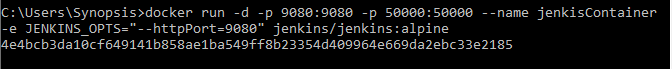 C:\Users\Synopsis>docker run -d -p 9080:9080 -p 50000:50000 --name jenkisContainer
-e JENKINS_OPTS="--httpPort=9080" jenkins/jenkins:alpine
4e4bcb3da10cf649141b858ae1ba549ff8b23354d409964e669da2ebc33e2185